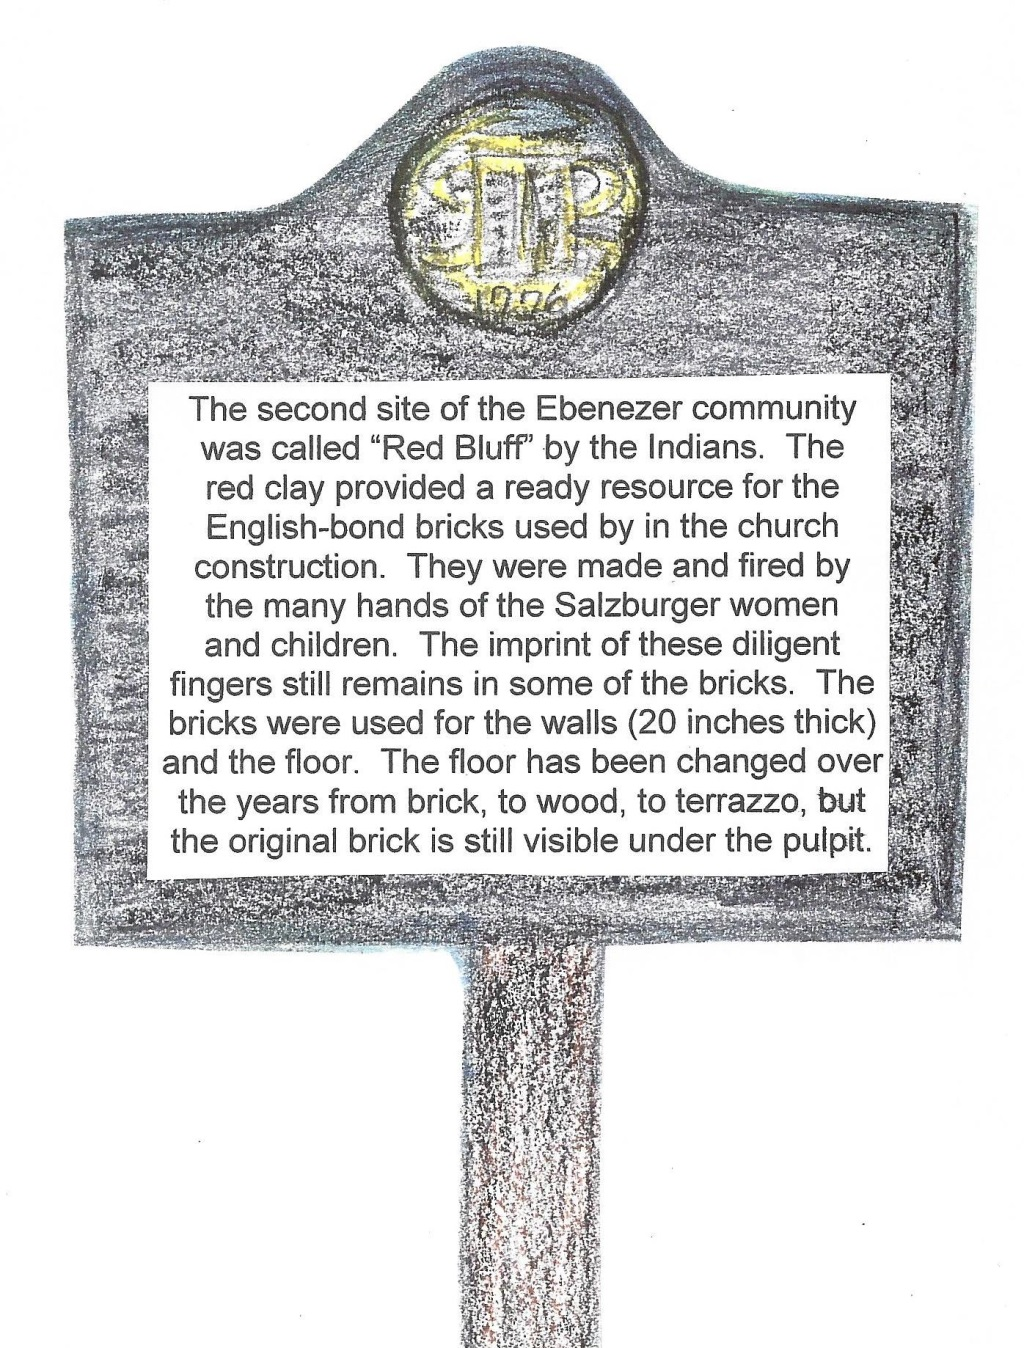 S R
1976
The second site of the Ebenezer community
was called “Red Bluff” by the Indians. The
red clay provided a ready resource for the
English-bond bricks used by in the church
construction. They were made and fired by
the many hands of the Salzburger women
and children. The imprint of these diligent
fingers still remains in some of the bricks. The
bricks were used for the walls (20 inches thick)
and the floor. The floor has been changed over
the years from brick, to wood, to terrazzo, but
the original brick is still visible under the pulpit.